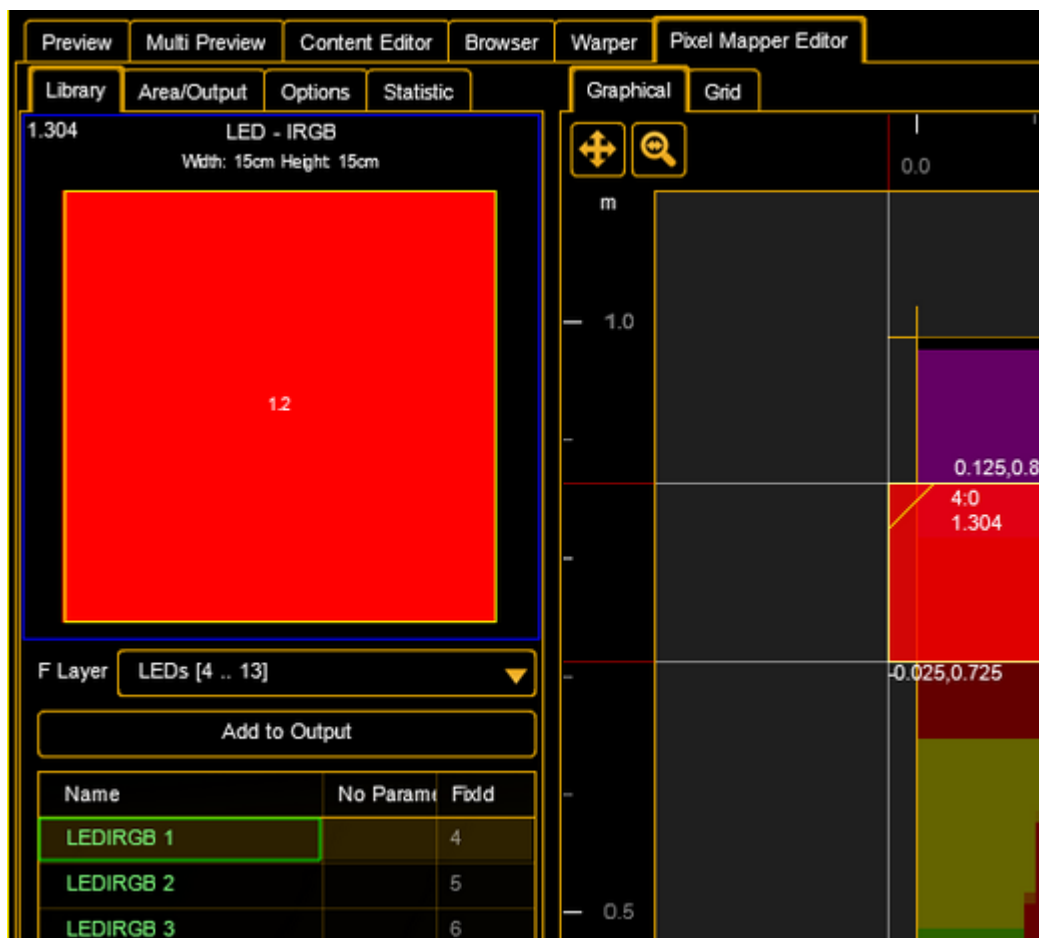 Preview Multi Preview Content Editor Browser Warper Pixel Mapper Editor
Library Area/Output Options Statistic
Graphical Grid
1.304 LED - IRGB
Width: 15cm Height: 15cm
1.2
F Layer LEDs [4 .. 13]
Add to Output
Name No Parame FixId
LEDIRGB 1 4
LEDIRGB 2 5
LEDIRGB 3 6
0.0
m
1.0
0.125,0.8
4:0
1.304
-0.025,0.725
0.5